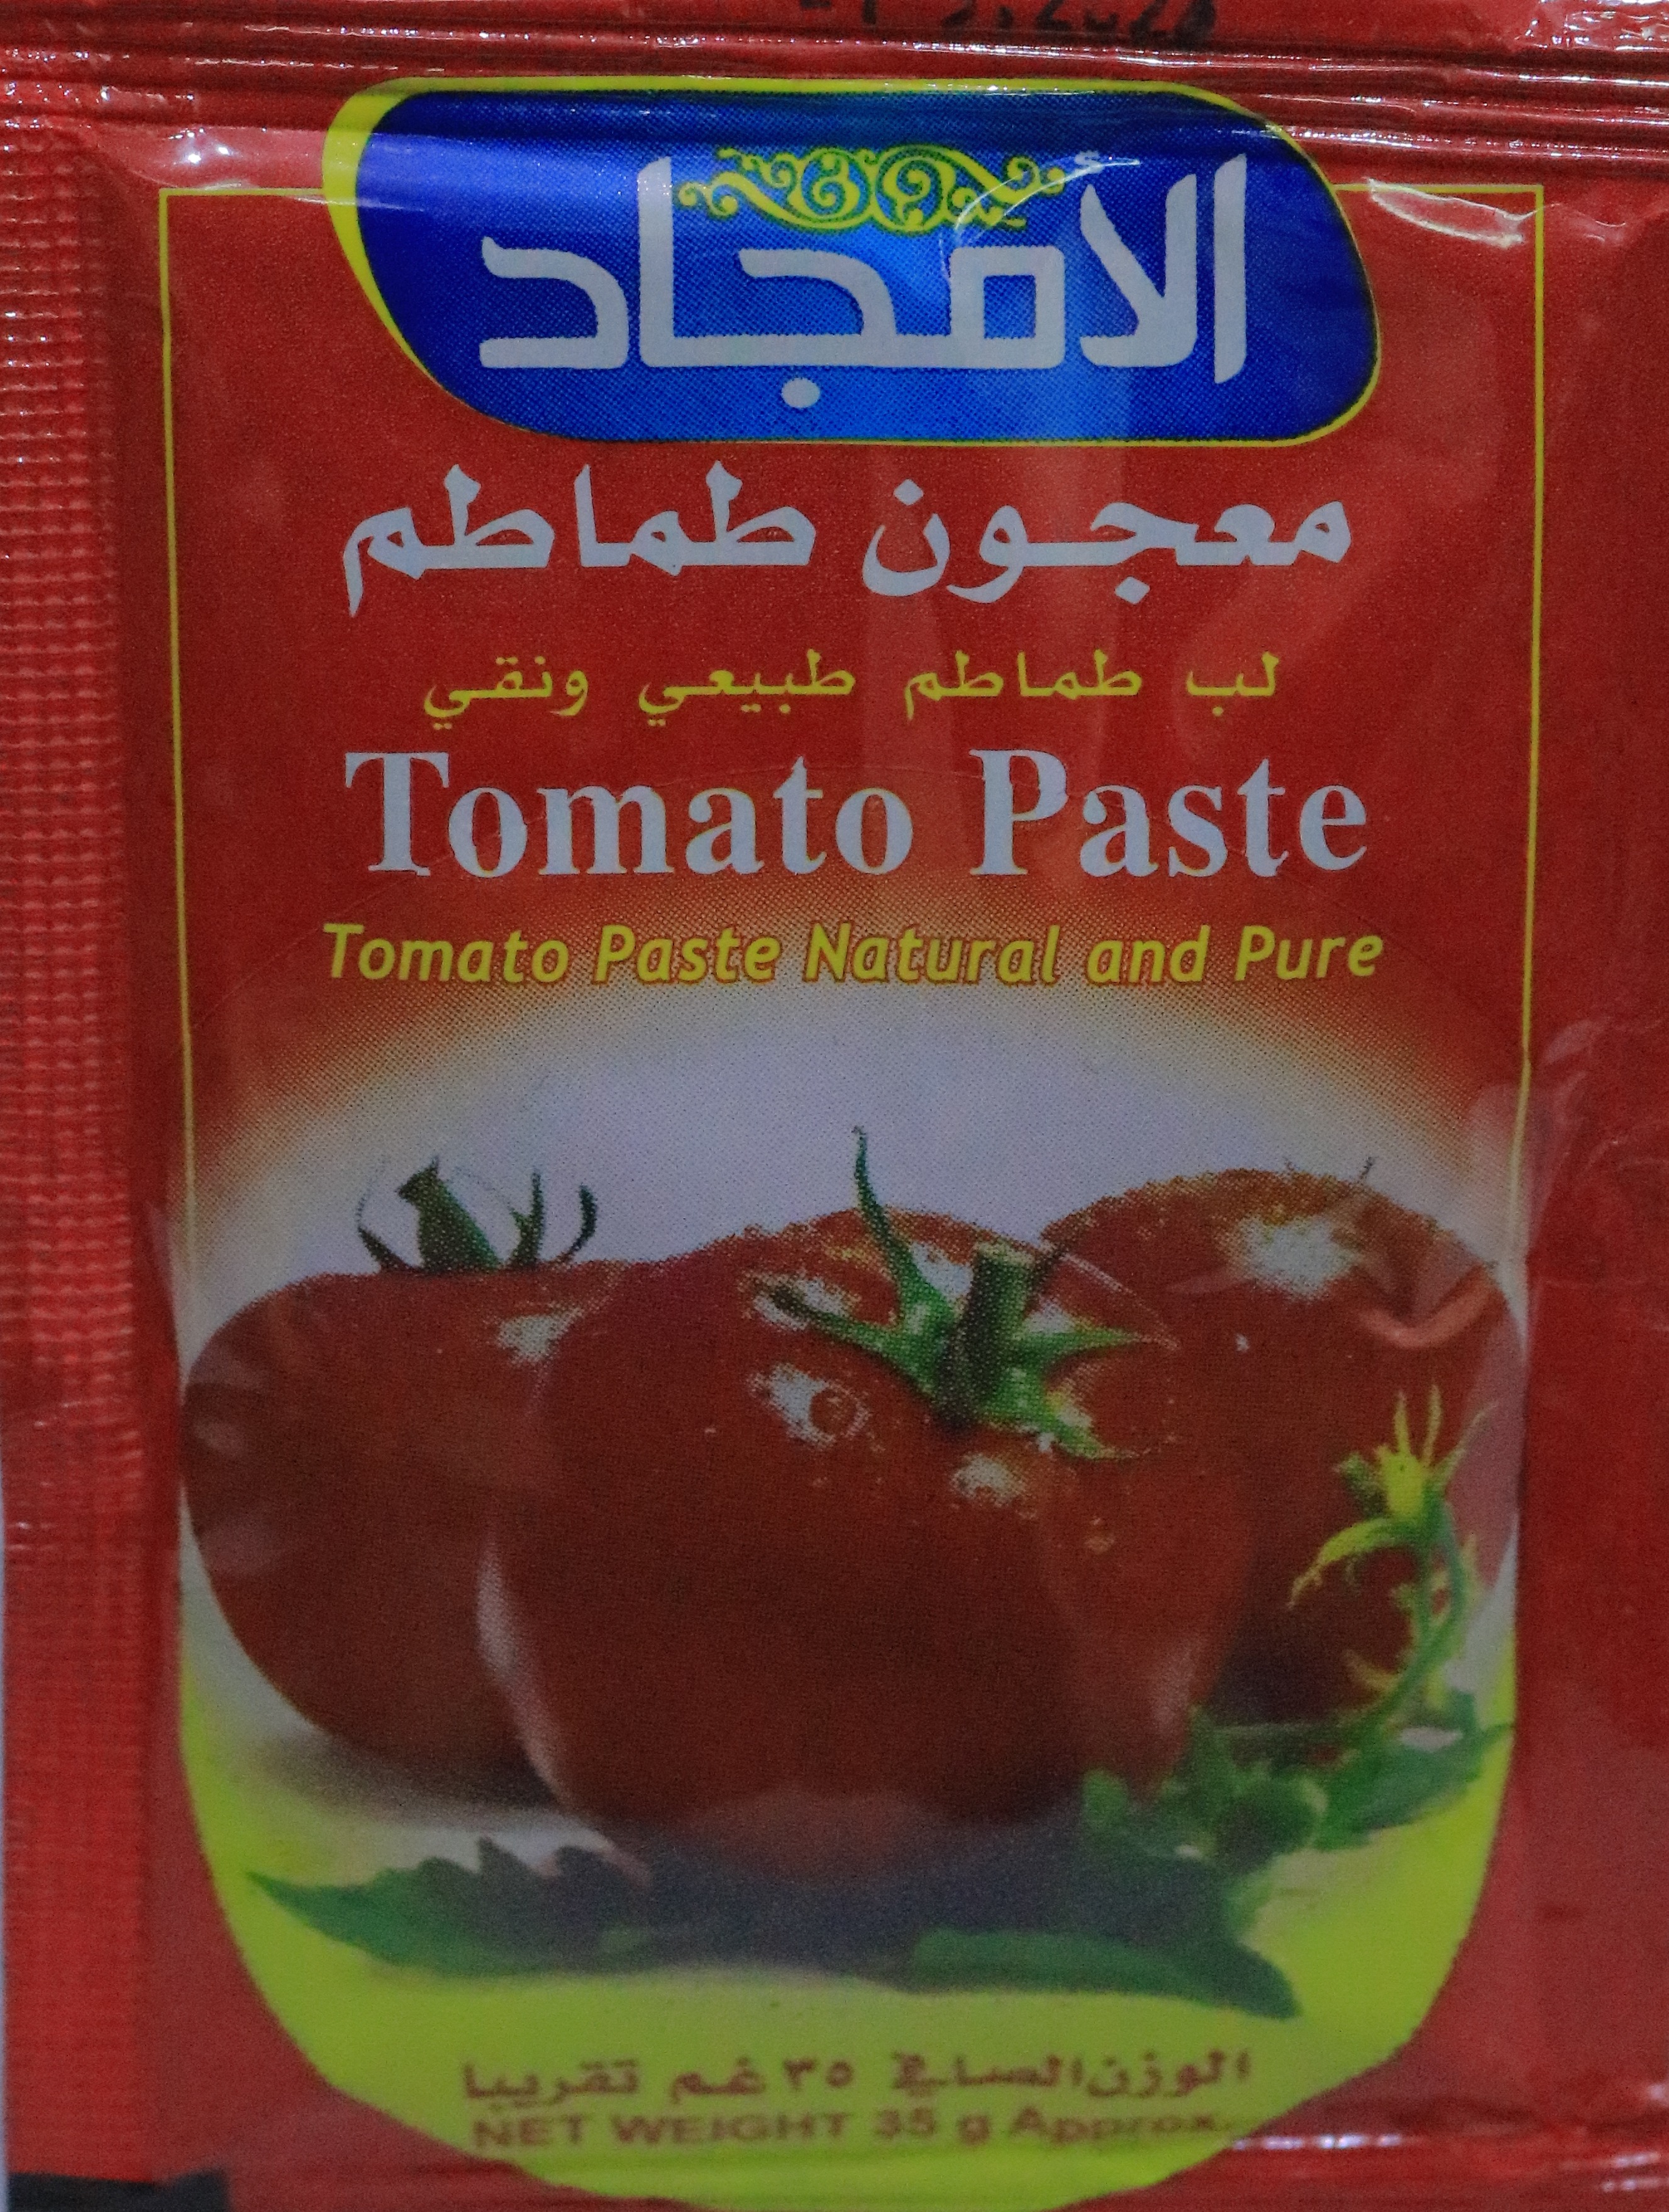 الأمجاد
معجون طماطم
لب طماطم طبيعي ونقي
Tomato Paste
Tomato Paste Natural and Pure
الوزن الصافي ٣٥ غم تقريبا
NET WEIGHT 35 g Approx.